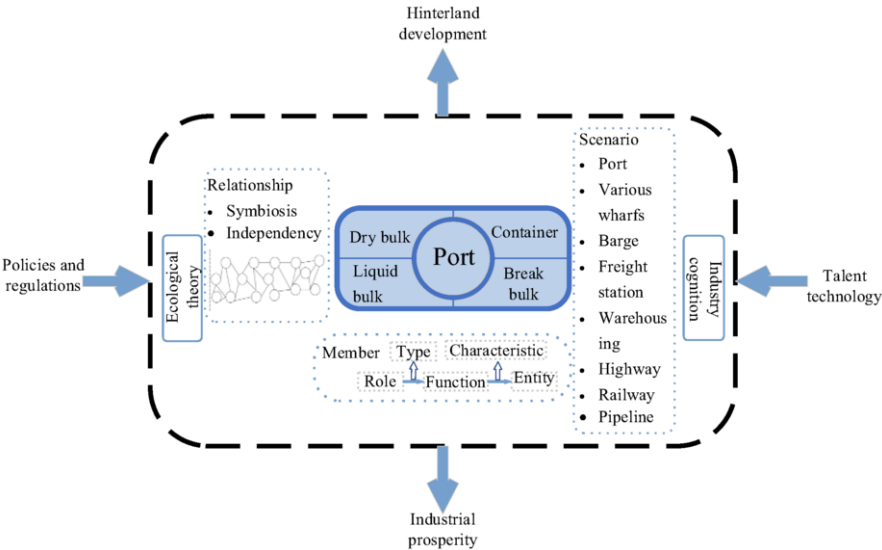 Hinterland
development
Scenario
Port
Various
wharfs
Barge
Freight
station
Warehous
ing
Highway
Railway
Pipeline
Relationship
Symbiosis
Independency
Dry bulk
Container
Port
Liquid
bulk
Break
bulk
Policies and
regulations
Ecological
theory
Industry
cognition
Talent
technology
Member
Type
Characteristic
Role
Function
Entity
Industrial
prosperity